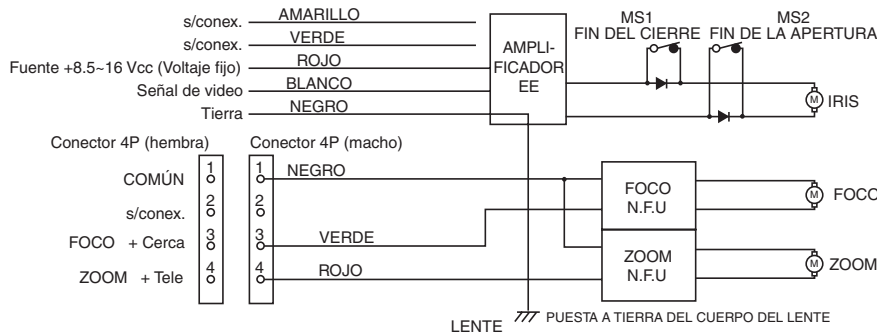 s/conex. AMARILLO
s/conex. VERDE
Fuente +8.5~16 Vcc (Voltaje fijo) ROJO
Señal de video BLANCO
Tierra NEGRO
AMPLI-
FICADOR
EE
MS1
FIN DEL CIERRE
MS2
FIN DE LA APERTURA
M IRIS
Conector 4P (hembra) Conector 4P (macho)
COMÚN 1 1 NEGRO
s/conex. 2 2
FOCO + Cerca 3 3 VERDE
ZOOM + Tele 4 4 ROJO
FOCO
N.F.U
M FOCO
ZOOM
N.F.U
M ZOOM
LENTE PUESTA A TIERRA DEL CUERPO DEL LENTE